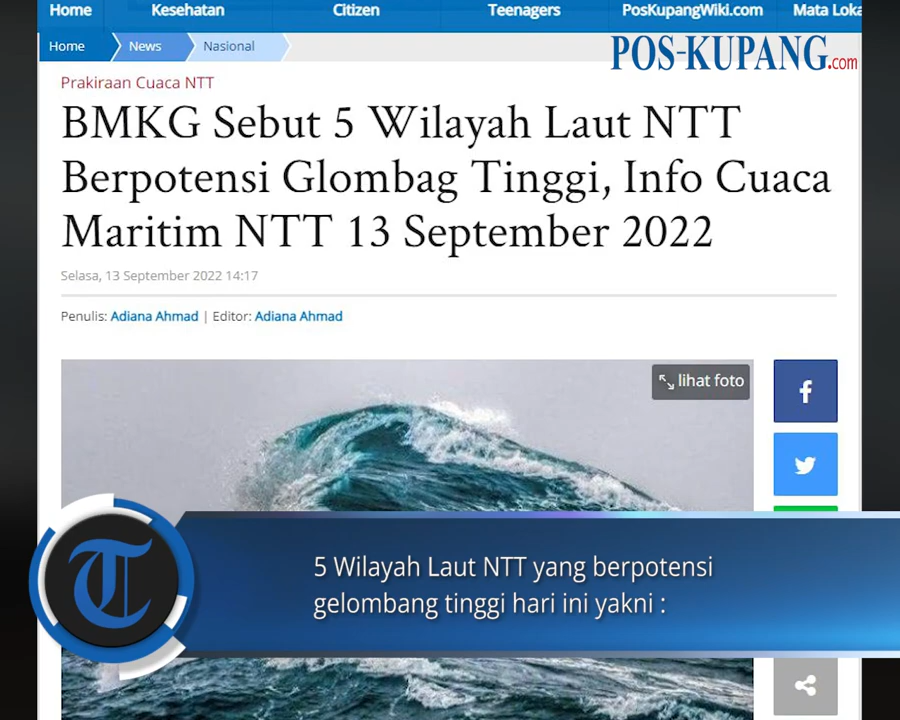 Home Kesehatan Citizen Teenagers PosKupangWiki.com Mata Loka
Home News Nasional
POS-KUPANG.com
Prakiraan Cuaca NTT
BMKG Sebut 5 Wilayah Laut NTT
Berpotensi Glombag Tinggi, Info Cuaca
Maritim NTT 13 September 2022
Selasa, 13 September 2022 14:17
Penulis: Adiana Ahmad | Editor: Adiana Ahmad
lihat foto
f
T
5 Wilayah Laut NTT yang berpotensi
gelombang tinggi hari ini yakni :